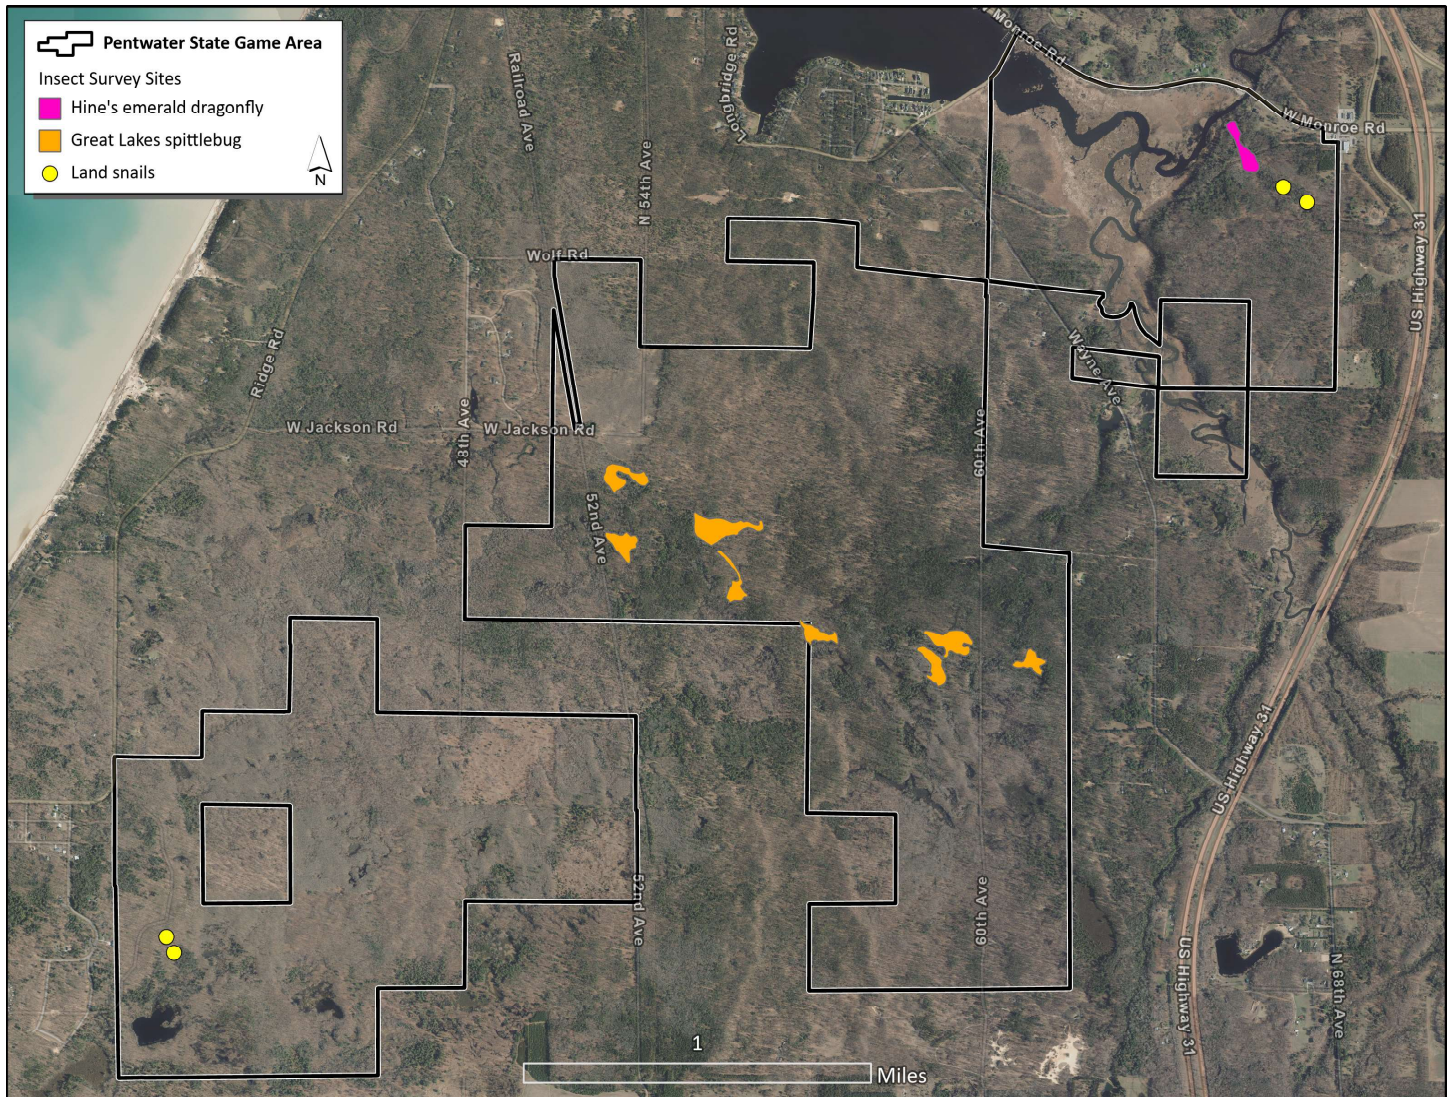 Pentwater State Game Area
Insect Survey Sites
Hine's emerald dragonfly
Great Lakes spittlebug
Land snails
N
W Monroe Rd
Longbridge Rd
Railroad Ave
N 54th Ave
W Monroe Rd
US Highway 31
Wolf Rd
Ridge Rd
Wayne Ave
W Jackson Rd
48th Ave
W Jackson Rd
60th Ave
52nd Ave
US Highway 31
52nd Ave
60th Ave
US Highway 31
N 68th Ave
1
Miles